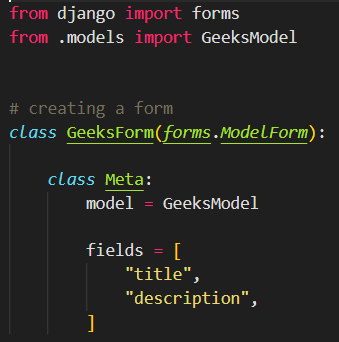 from django import forms
from .models import GeeksModel
# creating a form
class GeeksForm(forms.ModelForm):
class Meta:
model = GeeksModel
fields = [
"title",
"description",
]